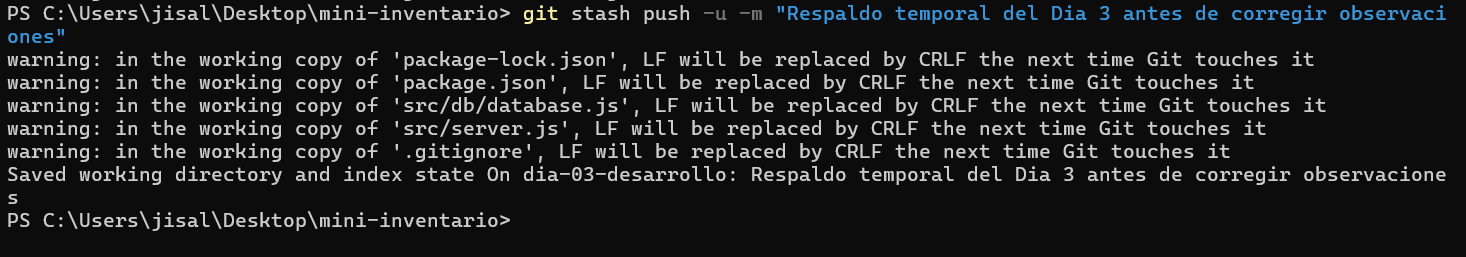 PS C:\Users\jisal\Desktop\mini-inventario> git stash push -u -m "Respaldo temporal del Dia 3 antes de corregir observaci
ones"
warning: in the working copy of 'package-lock.json', LF will be replaced by CRLF the next time Git touches it
warning: in the working copy of 'package.json', LF will be replaced by CRLF the next time Git touches it
warning: in the working copy of 'src/db/database.js', LF will be replaced by CRLF the next time Git touches it
warning: in the working copy of 'src/server.js', LF will be replaced by CRLF the next time Git touches it
warning: in the working copy of '.gitignore', LF will be replaced by CRLF the next time Git touches it
Saved working directory and index state On dia-03-desarrollo: Respaldo temporal del Dia 3 antes de corregir observacione
s
PS C:\Users\jisal\Desktop\mini-inventario>